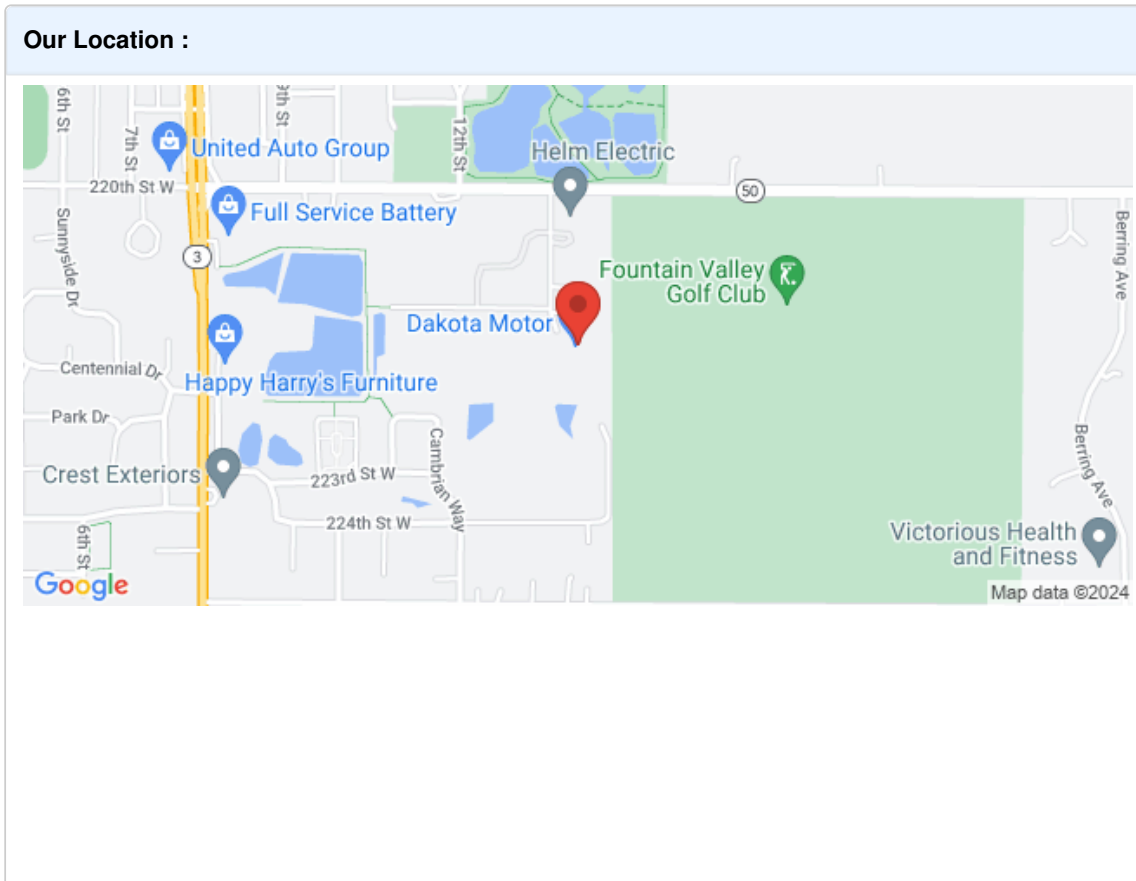 Our Location :
6th St
7th St
9th St
12th St
United Auto Group
Helm Electric
220th St W
50
Full Service Battery
Sunnyside Dr
3
Berring Ave
Fountain Valley
Golf Club
Dakota Motor
Centennial Dr
Happy Harry's Furniture
Park Dr
Cambrian Way
Berring Ave
Crest Exteriors
223rd St W
224th St W
6th St
Victorious Health
and Fitness
Google
Map data ©2024